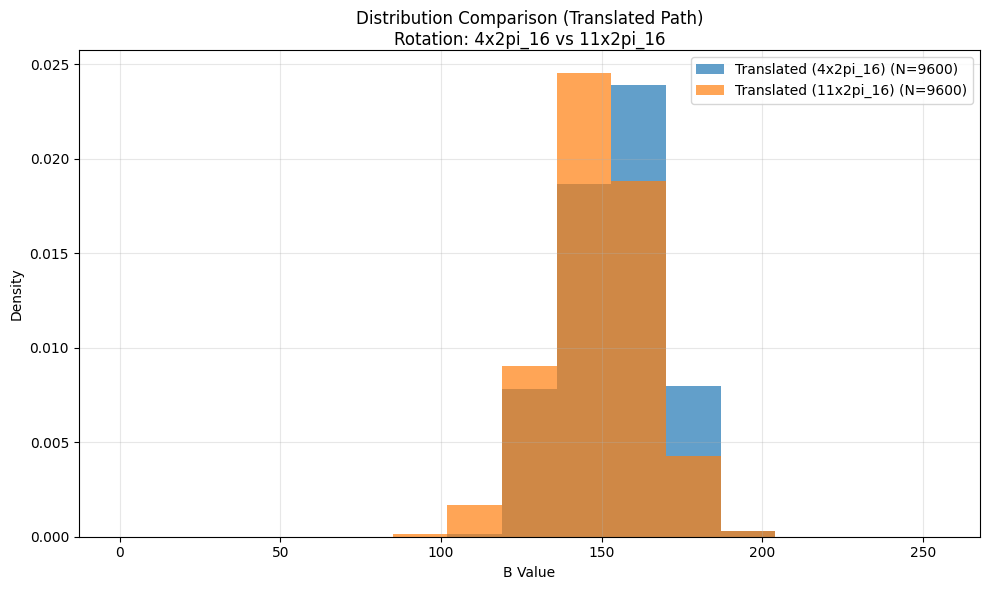 Distribution Comparison (Translated Path)
Rotation: 4x2pi_16 vs 11x2pi_16
Translated (4x2pi_16) (N=9600)
Translated (11x2pi_16) (N=9600)
Density
0.025
0.020
0.015
0.010
0.005
0.000
0 50 100 150 200 250
B Value